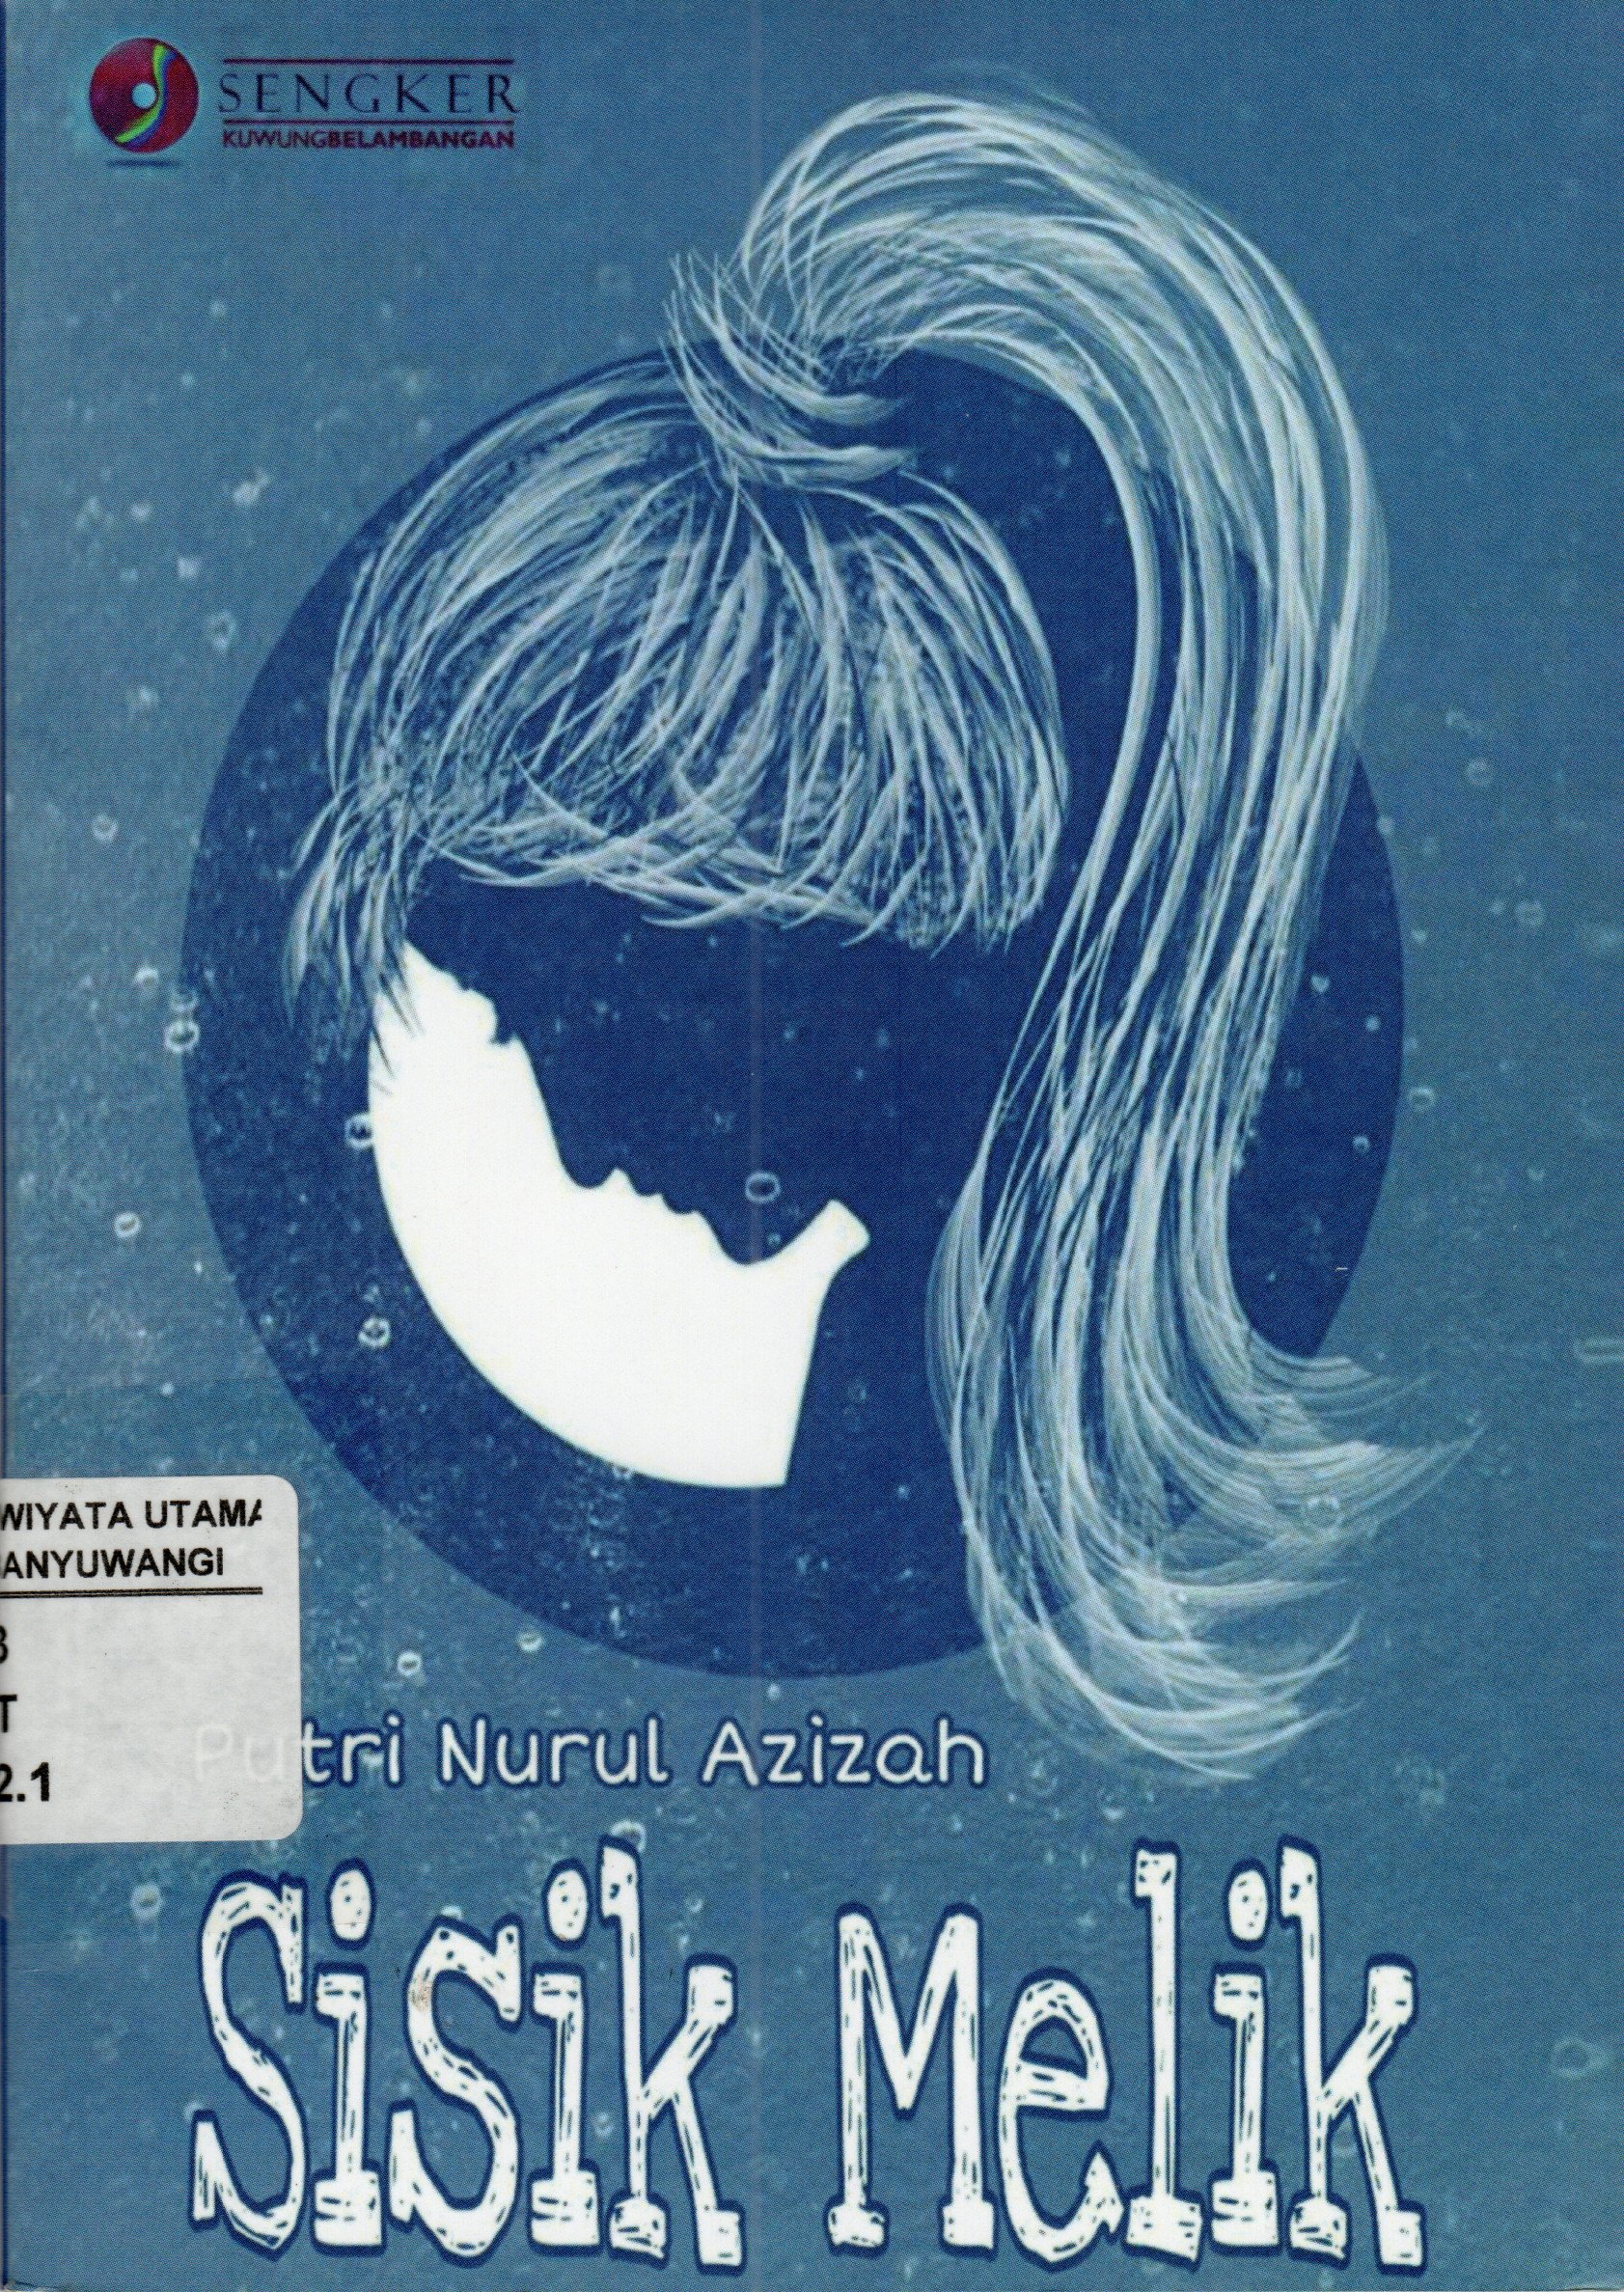 SENGKER
KUWUNGBELAMBANGAN
WIYATA UTAMA
ANYUWANGI
3
T
2.1
Putri Nurul Azizah
Sisik Melik